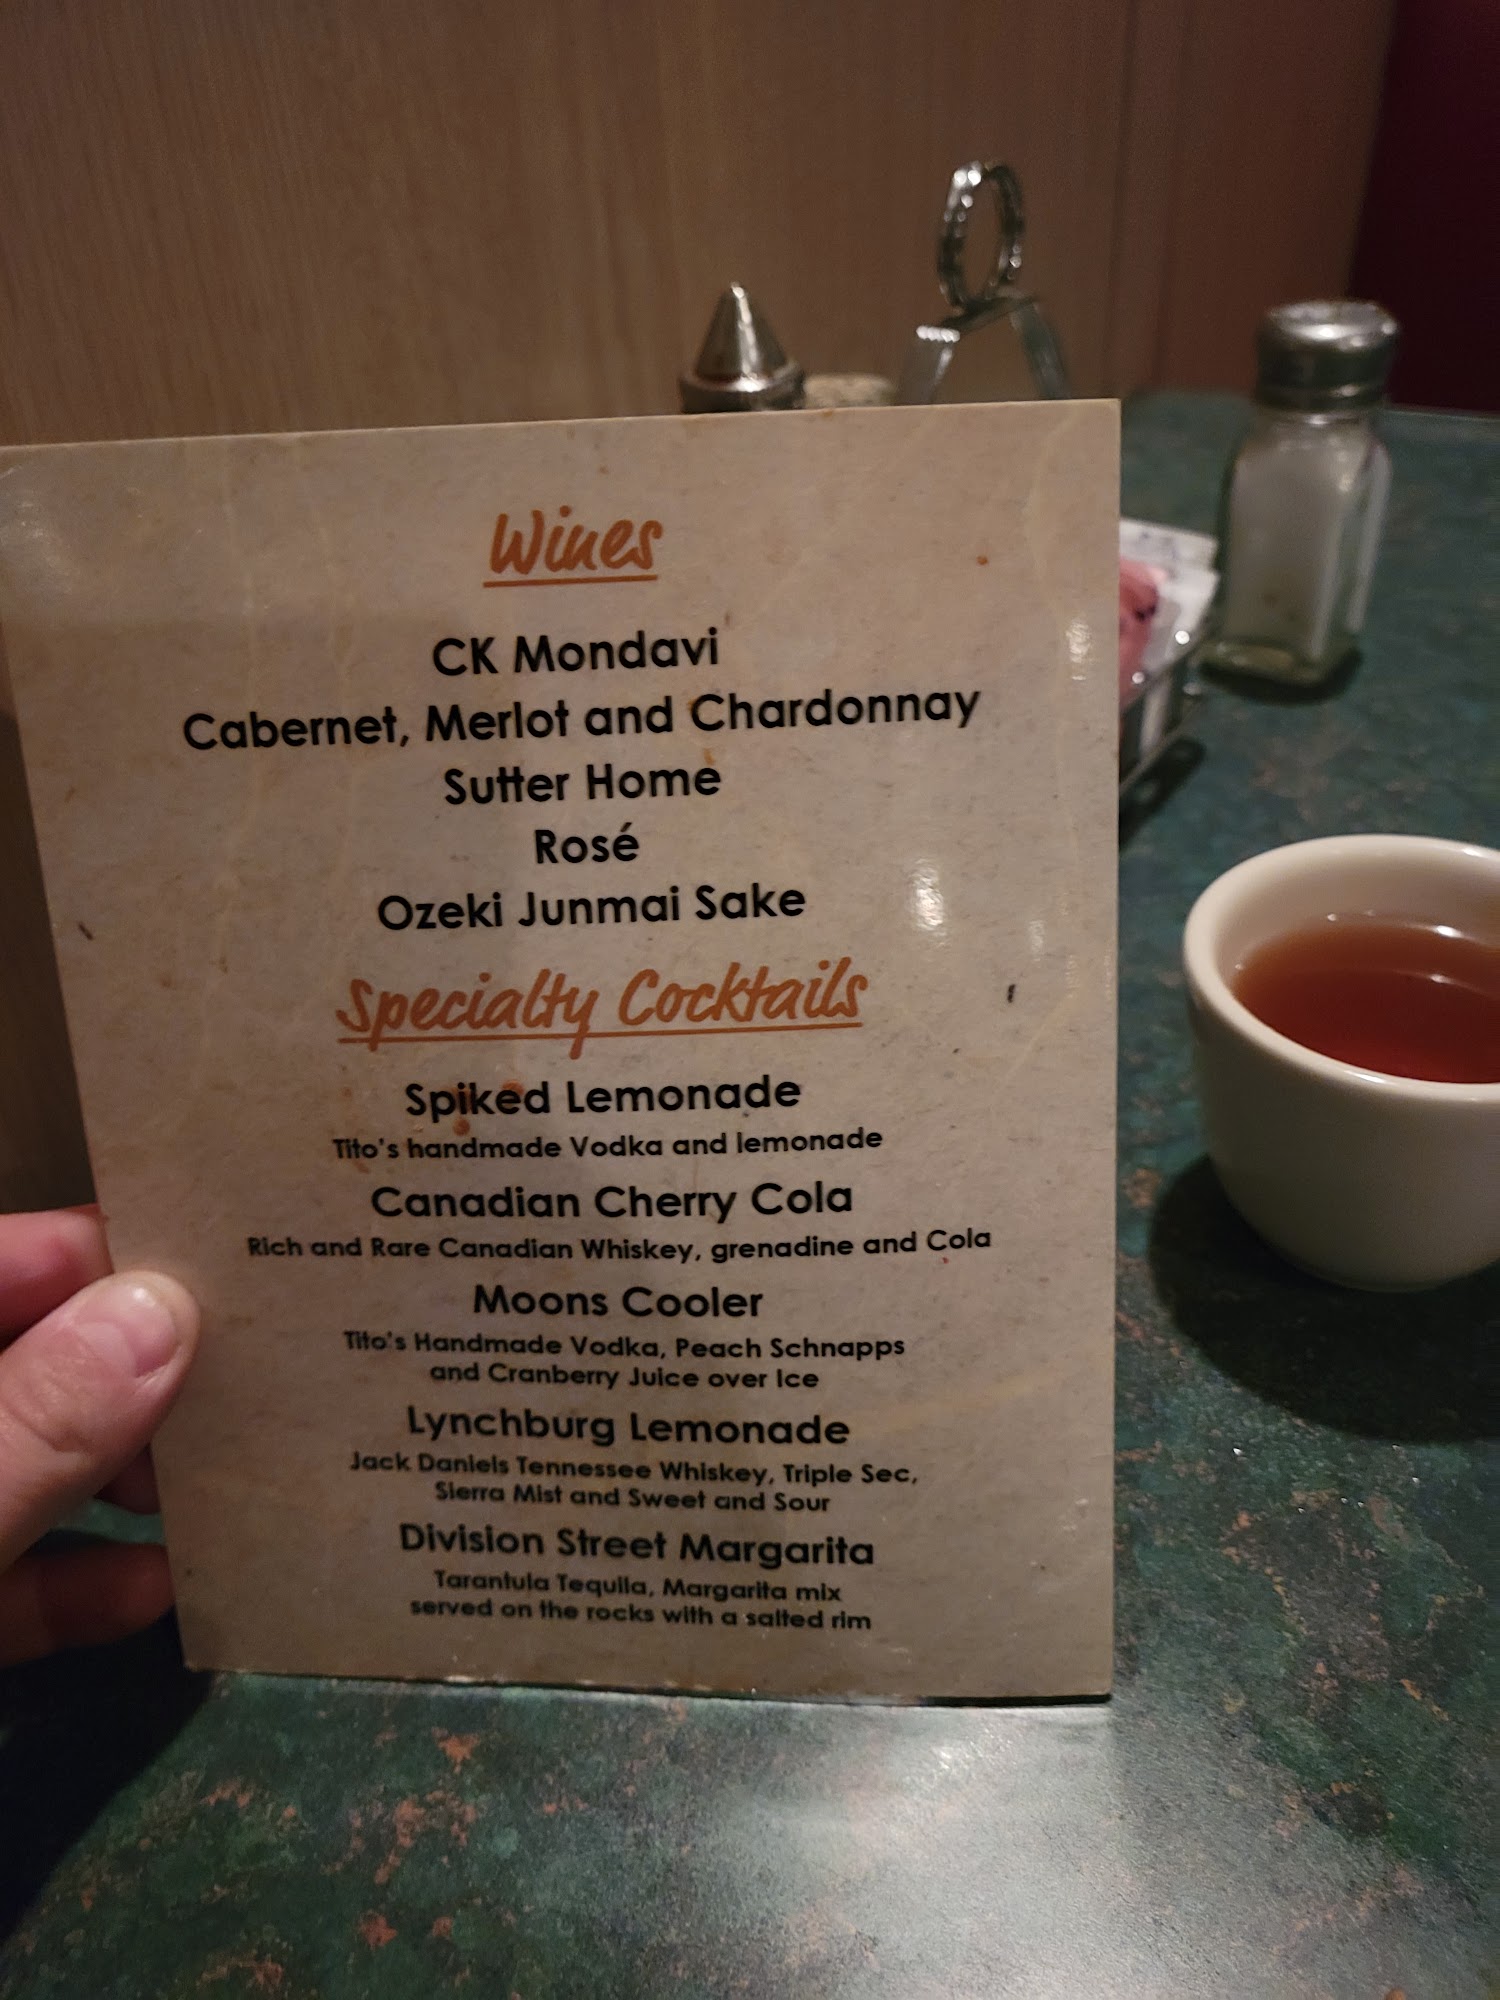 Wines
CK Mondavi
Cabernet, Merlot and Chardonnay
Sutter Home
Rosé
Ozeki Junmai Sake
Specialty Cocktails
Spiked Lemonade
Tito's handmade Vodka and lemonade
Canadian Cherry Cola
Rich and Rare Canadian Whiskey, grenadine and Cola
Moons Cooler
Tito's Handmade Vodka, Peach Schnapps
and Cranberry Juice over Ice
Lynchburg Lemonade
Jack Daniels Tennessee Whiskey, Triple Sec,
Sierra Mist and Sweet and Sour
Division Street Margarita
Tarantula Tequila, Margarita mix
served on the rocks with a salted rim